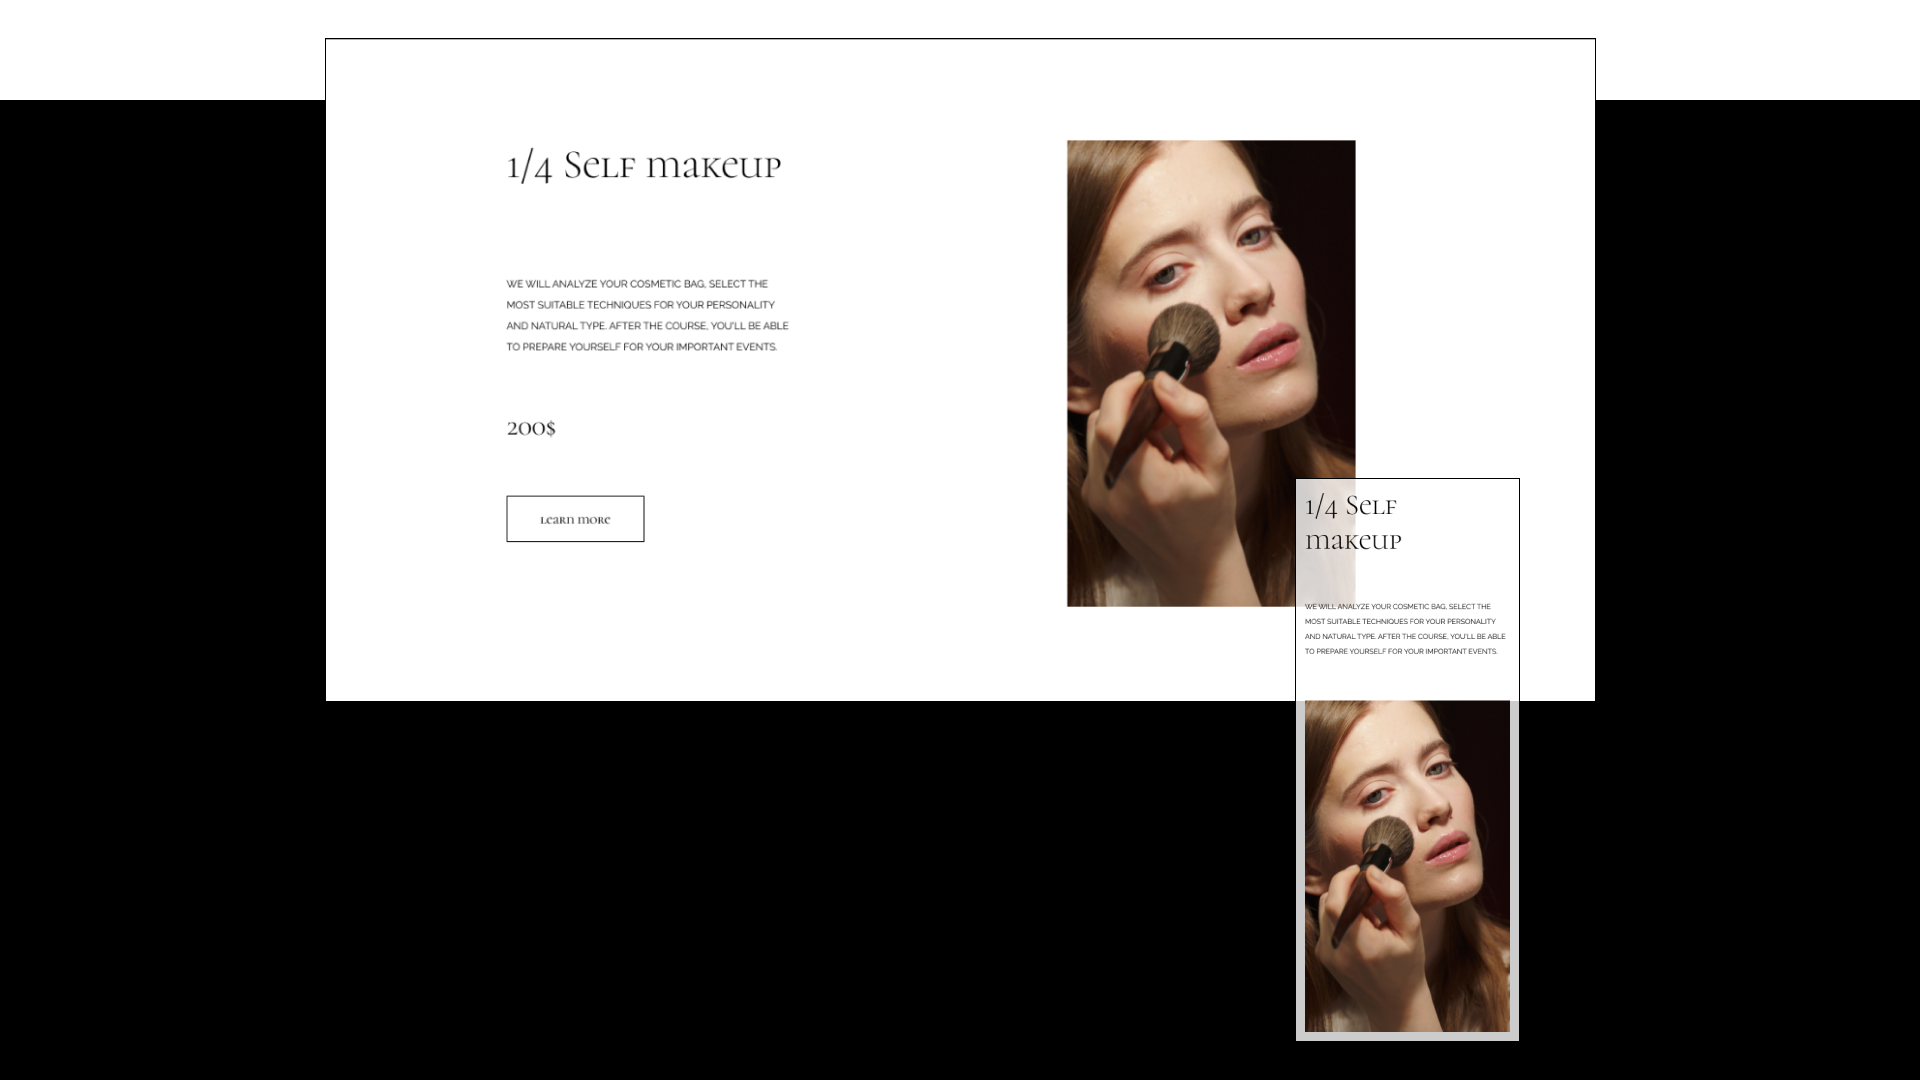 1/4 Self makeup
WE WILL ANALYZE YOUR COSMETIC BAG, SELECT THE
MOST SUITABLE TECHNIQUES FOR YOUR PERSONALITY
AND NATURAL TYPE. AFTER THE COURSE, YOU'LL BE ABLE
TO PREPARE YOURSELF FOR YOUR IMPORTANT EVENTS.
200$
Learn more
1/4 Self
makeup
WE WILL ANALYZE YOUR COSMETIC BAG, SELECT THE
MOST SUITABLE TECHNIQUES FOR YOUR PERSONALITY
AND NATURAL TYPE. AFTER THE COURSE, YOU'LL BE ABLE
TO PREPARE YOURSELF FOR YOUR IMPORTANT EVENTS.